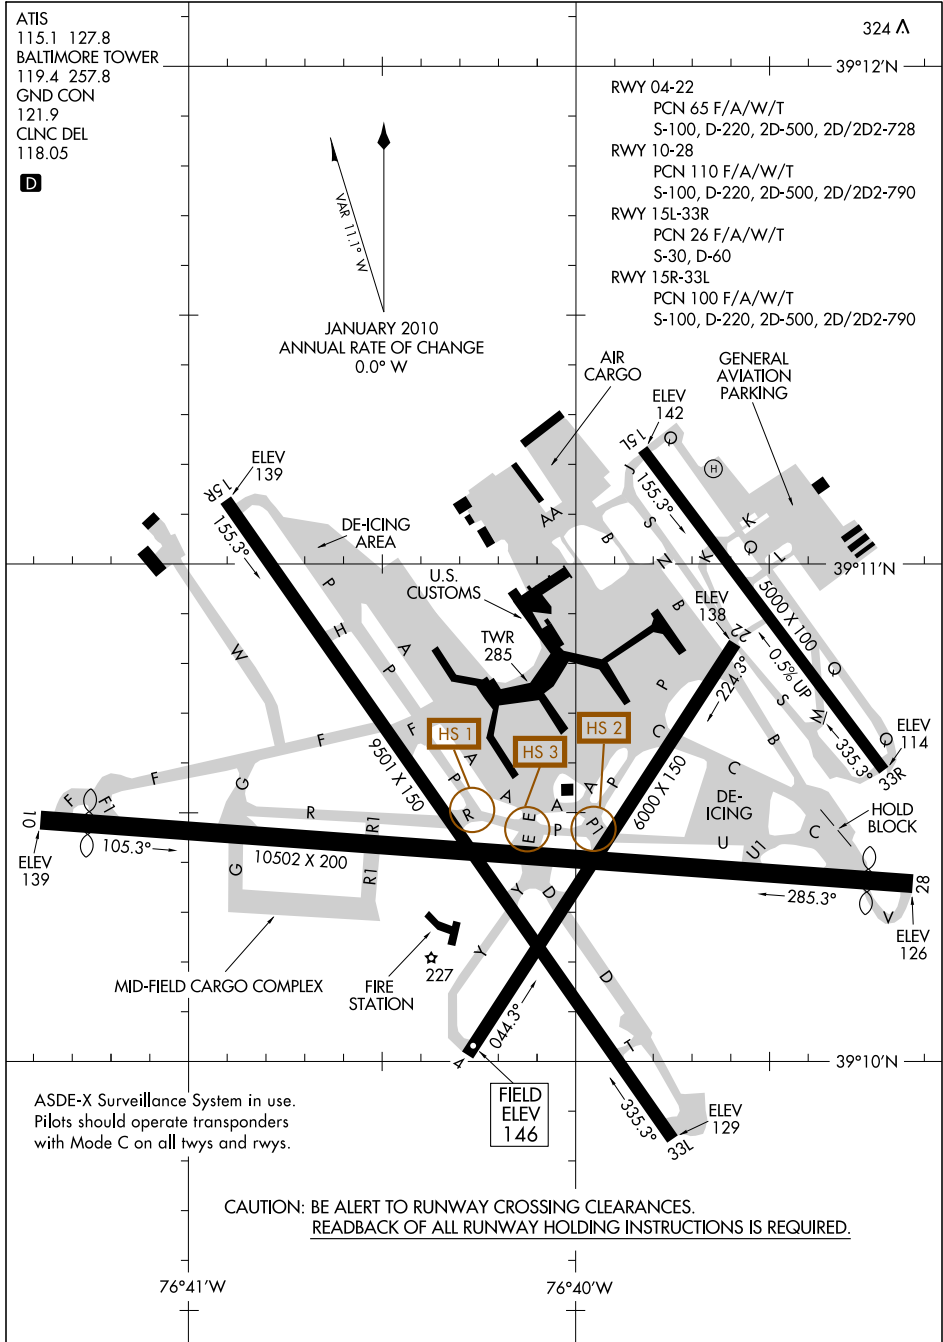 ATIS
115.1 127.8
BALTIMORE TOWER
119.4 257.8
GND CON
121.9
CLNC DEL
118.05
D
324
39°12'N
RWY 04-22
PCN 65 F/A/W/T
S-100, D-220, 2D-500, 2D/2D2-728
RWY 10-28
PCN 110 F/A/W/T
S-100, D-220, 2D-500, 2D/2D2-790
RWY 15L-33R
PCN 26 F/A/W/T
S-30, D-60
RWY 15R-33L
PCN 100 F/A/W/T
S-100, D-220, 2D-500, 2D/2D2-790
VAR 11.1° W
JANUARY 2010
ANNUAL RATE OF CHANGE
0.0° W
AIR
CARGO
GENERAL
AVIATION
PARKING
ELEV
142
15L
Q
H
J
155.3°
ELEV
139
15R
155.3°
DE-ICING
AREA
AA
B
S
N
K
K
Q
L
39°11'N
U.S.
CUSTOMS
TWR
285
ELEV
138
22
5000 X 100
0.5% UP
P
H
P
A
W
B
P
224.3°
Q
Q
S
W
B
335.3°
ELEV
114
33R
HS 1
HS 3
HS 2
F
F
F
A
P
9501 X 150
C
C
6000 X 150
DE-
ICING
HOLD
BLOCK
F
F1
G
R
R1
R
A
E
E
A
P
A
P
P1
U
U1
C
10
105.3°
10502 X 200
ELEV
139
G
R1
285.3°
28
V
ELEV
126
Y
D
Y
D
MID-FIELD CARGO COMPLEX
FIRE
STATION
227
044.3°
4
T
39°10'N
FIELD
ELEV
146
335.3°
ELEV
129
33L
ASDE-X Surveillance System in use.
Pilots should operate transponders
with Mode C on all twys and rwys.
CAUTION: BE ALERT TO RUNWAY CROSSING CLEARANCES.
READBACK OF ALL RUNWAY HOLDING INSTRUCTIONS IS REQUIRED.
76°41'W
76°40'W